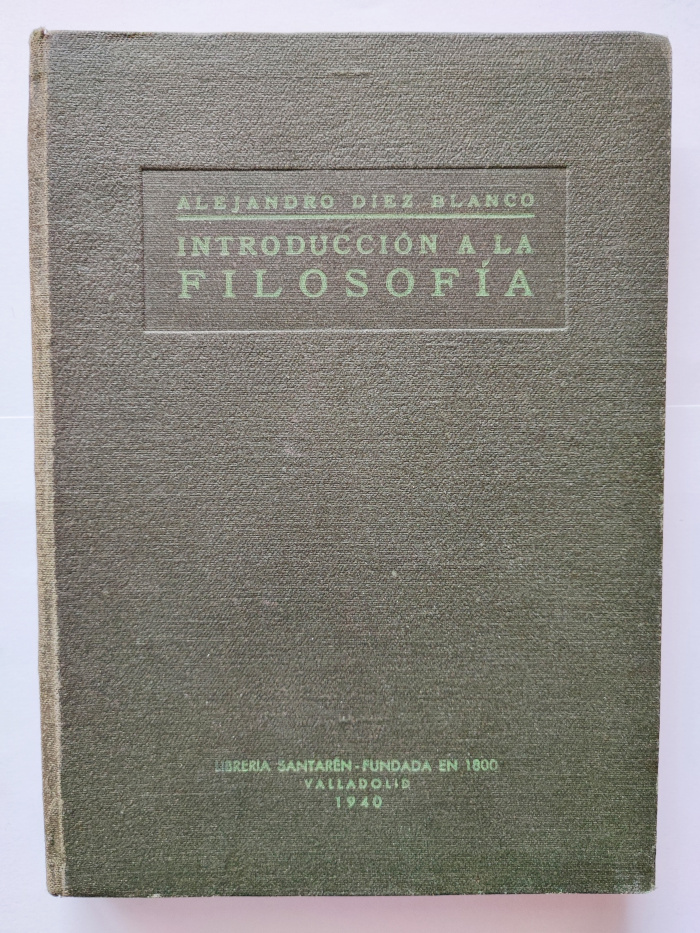 ALEJANDRO DIEZ BLANCO
INTRODUCCIÓN A LA
FILOSOFÍA
LIBRERIA SANTARÉN - FUNDADA EN 1800
VALLADOLID
1940